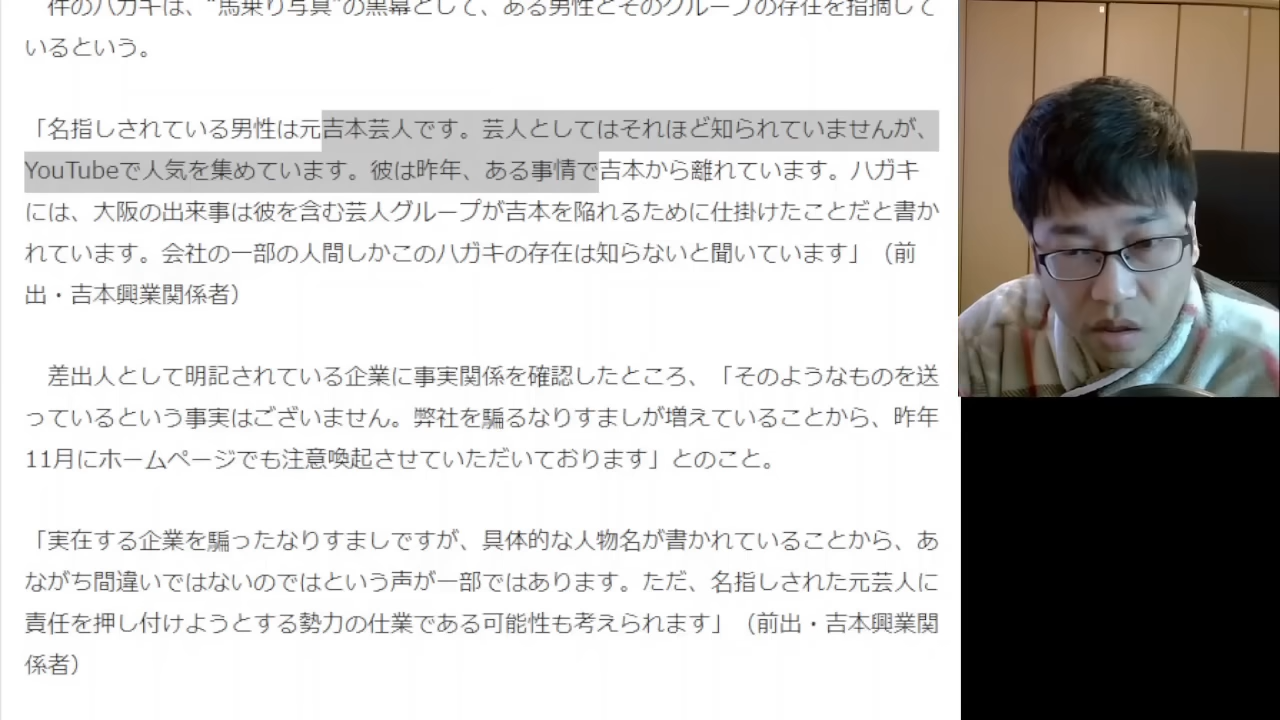 件のハガキは、“馬乗り写真”の黒幕として、ある男性とそのグループの存在を指摘して
いるという。
「名指しされている男性は元吉本芸人です。芸人としてはそれほど知られていませんが、
YouTubeで人気を集めています。彼は昨年、ある事情で吉本から離れています。ハガキ
には、大阪の出来事は彼を含む芸人グループが吉本を陥れるために仕掛けたことだと書か
れています。会社の一部の人間しかこのハガキの存在は知らないと聞いています」（前
出・吉本興業関係者）
差出人として明記されている企業に事実関係を確認したところ、「そのようなものを送
っているという事実はございません。弊社を騙るなりすましが増えていることから、昨年
11月にホームページでも注意喚起させていただいております」とのこと。
「実在する企業を騙ったなりすましですが、具体的な人物名が書かれていることから、あ
ながち間違いではないのではという声が一部ではあります。ただ、名指しされた元芸人に
責任を押し付けようとする勢力の仕業である可能性も考えられます」（前出・吉本興業関
係者）